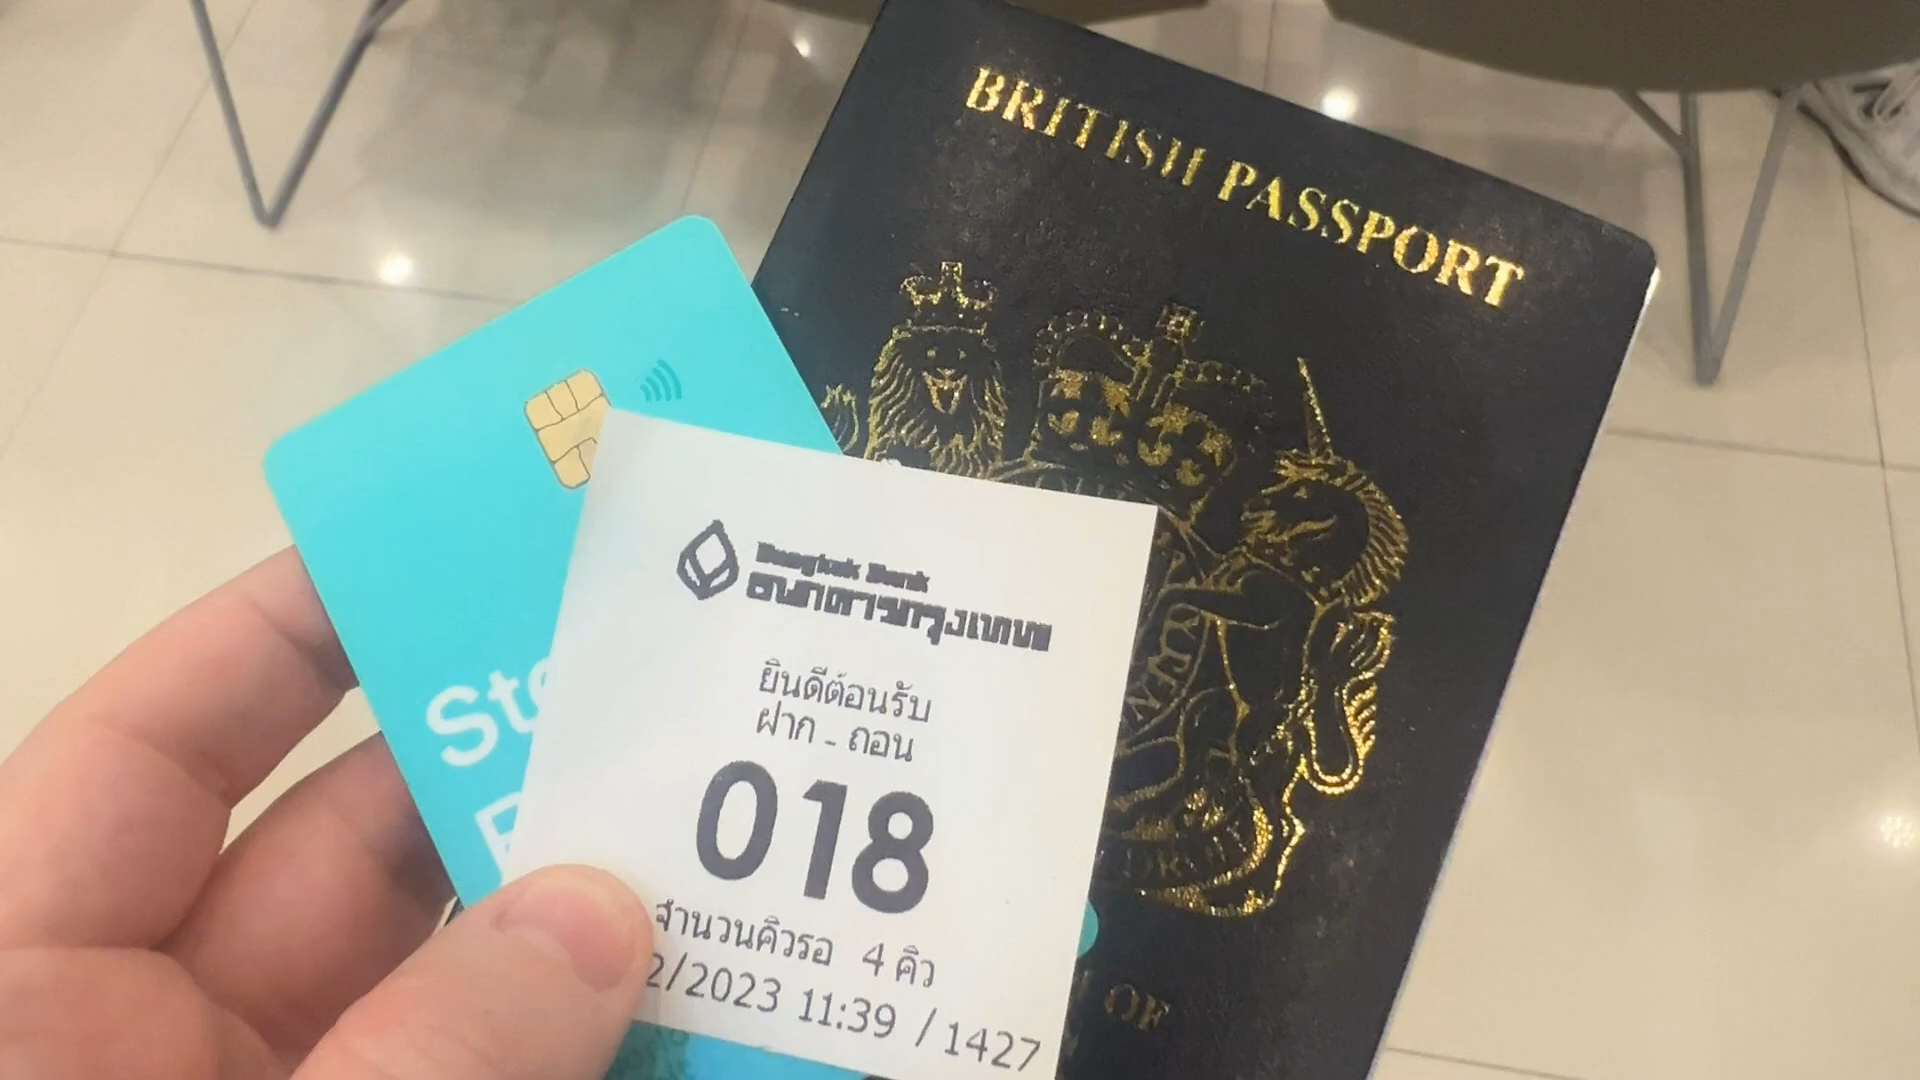 BRITISH PASSPORT
Bangkok Bank
ธนาคารกรุงเทพ
ยินดีต้อนรับ
ฝาก - ถอน
018
จำนวนคิวรอ 4 คิว
2/2023 11:39 /1427
OF